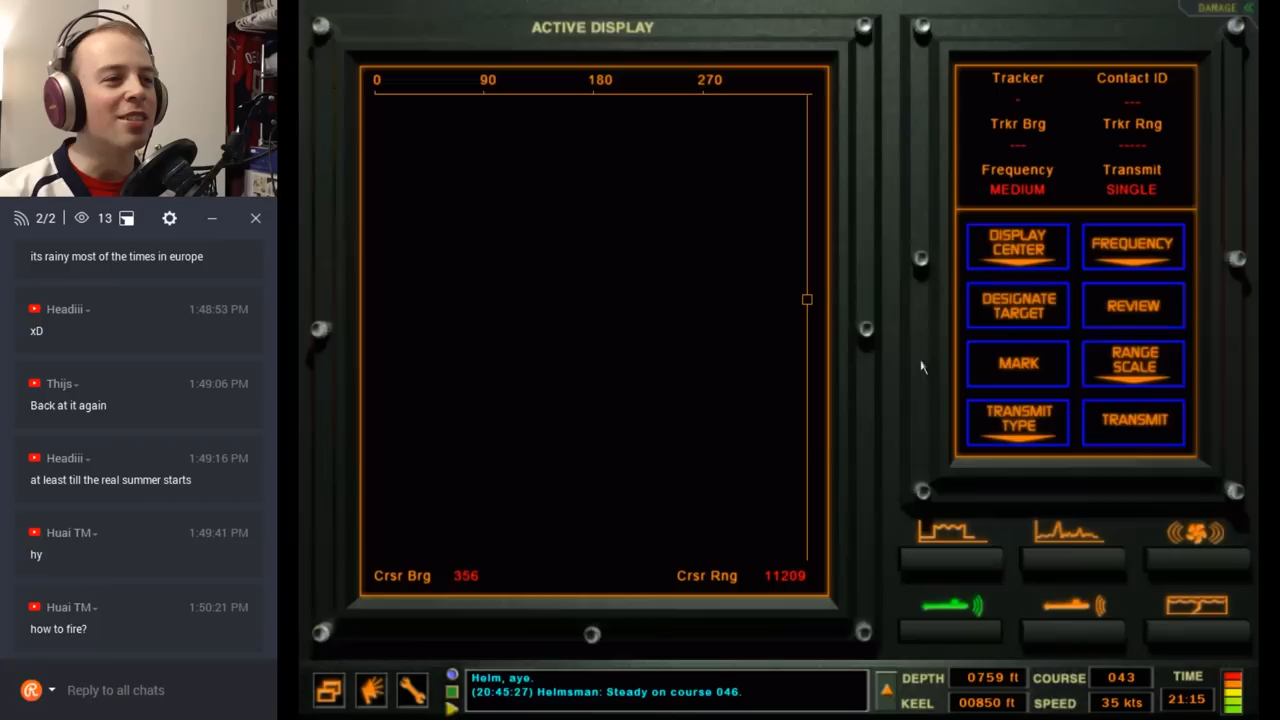 DAMAGE
ACTIVE DISPLAY
0 90 180 270
Crsr Brg 356 Crsr Rng 11209
Tracker Contact ID
- ---
Trkr Brg Trkr Rng
--- -----
Frequency Transmit
MEDIUM SINGLE
DISPLAY CENTER
FREQUENCY
DESIGNATE TARGET
REVIEW
MARK
RANGE SCALE
TRANSMIT TYPE
TRANSMIT
2/2 13
its rainy most of the times in europe
Headiii 1:48:53 PM
xD
Thijs 1:49:06 PM
Back at it again
Headiii 1:49:16 PM
at least till the real summer starts
Huai TM 1:49:41 PM
hy
Huai TM 1:50:21 PM
how to fire?
Reply to all chats
Helm, aye.
(20:45:27) Helmsman: Steady on course 046.
DEPTH 0759 ft COURSE 043 TIME
KEEL 00850 ft SPEED 35 kts 21:15